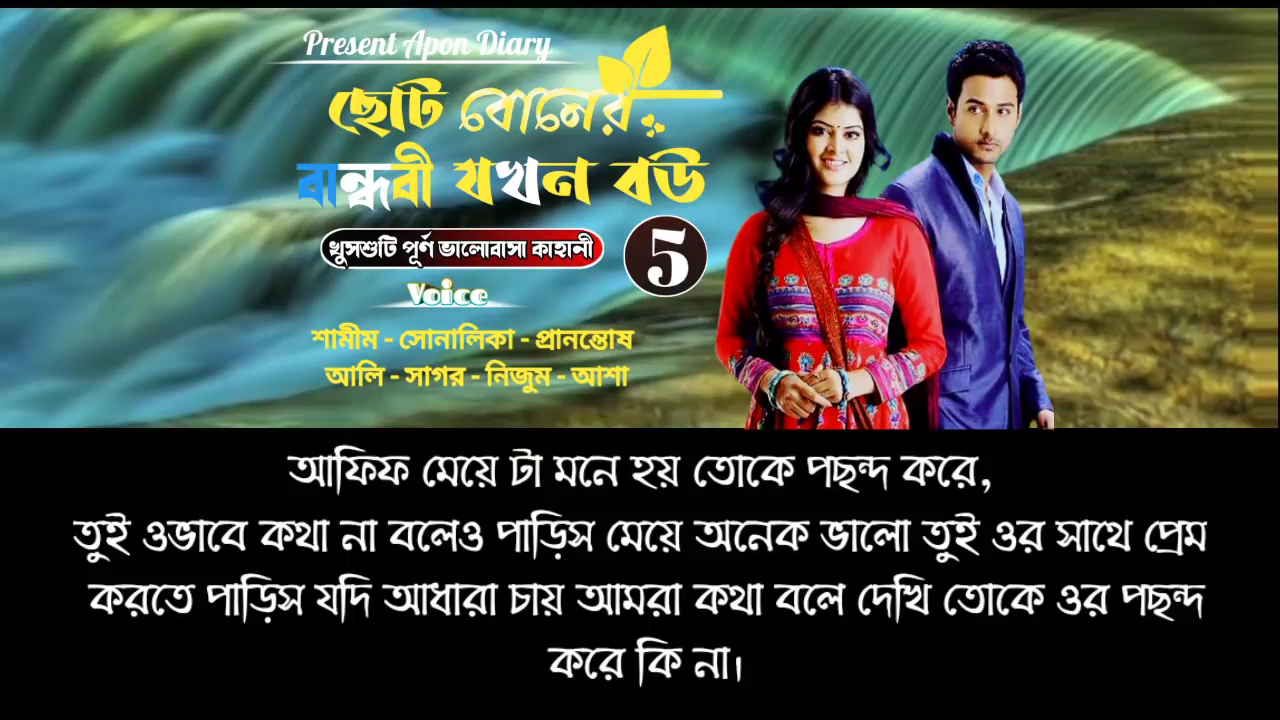 Present Apon Diary
ছোট বোনের
বান্ধবী যখন বউ
খুসশুটি পূর্ণ ভালোবাসা কাহানী
5
Voice
শামীম - সোনালিকা - প্রানন্তোষ
আলি - সাগর - নিজুম - আশা
আফিফ মেয়ে টা মনে হয় তোকে পছন্দ করে,
তুই ওভাবে কথা না বলেও পাড়িস মেয়ে অনেক ভালো তুই ওর সাথে প্রেম
করতে পাড়িস যদি আধারা চায় আমরা কথা বলে দেখি তোকে ওর পছন্দ
করে কি না।